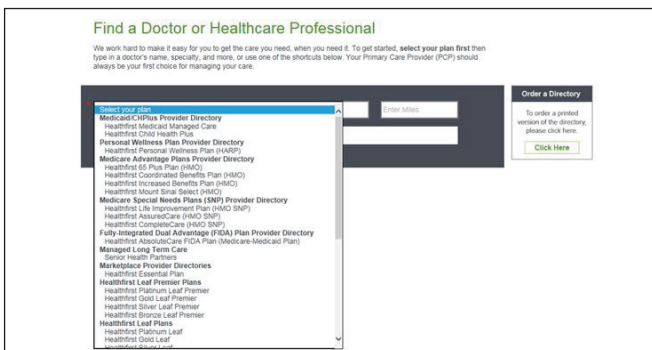 Find a Doctor or Healthcare Professional
We work hard to make it easy for you to get the care you need, when you need it. To get started, select your plan first then
type in a doctor's name, specialty, and more, or use one of the shortcuts below. Your Primary Care Provider (PCP) should
always be your first choice for managing your care.
Select your plan
Medicaid/CHPlus Provider Directory
Healthfirst Medicaid Managed Care
Healthfirst Child Health Plus
Personal Wellness Plan Provider Directory
Healthfirst Personal Wellness Plan (HARP)
Medicare Advantage Plans Provider Directory
Healthfirst 65 Plus Plan (HMO)
Healthfirst Coordinated Benefits Plan (HMO)
Healthfirst Increased Benefits Plan (HMO)
Healthfirst Mount Sinai Select (HMO)
Medicare Special Needs Plans (SNP) Provider Directory
Healthfirst Life Improvement Plan (HMO SNP)
Healthfirst AssuredCare (HMO SNP)
Healthfirst CompleteCare (HMO SNP)
Fully-Integrated Dual Advantage (FIDA) Plan Provider Directory
Healthfirst AbsoluteCare FIDA Plan (Medicare-Medicaid Plan)
Managed Long Term Care
Senior Health Partners
Marketplace Provider Directories
Healthfirst Essential Plan
Healthfirst Leaf Premier Plans
Healthfirst Platinum Leaf Premier
Healthfirst Gold Leaf Premier
Healthfirst Silver Leaf Premier
Healthfirst Bronze Leaf Premier
Healthfirst Leaf Plans
Healthfirst Platinum Leaf
Healthfirst Gold Leaf
Healthfirst Silver Leaf
Enter Miles
Order a Directory
To order a printed
version of the directory,
please click here.
Click Here